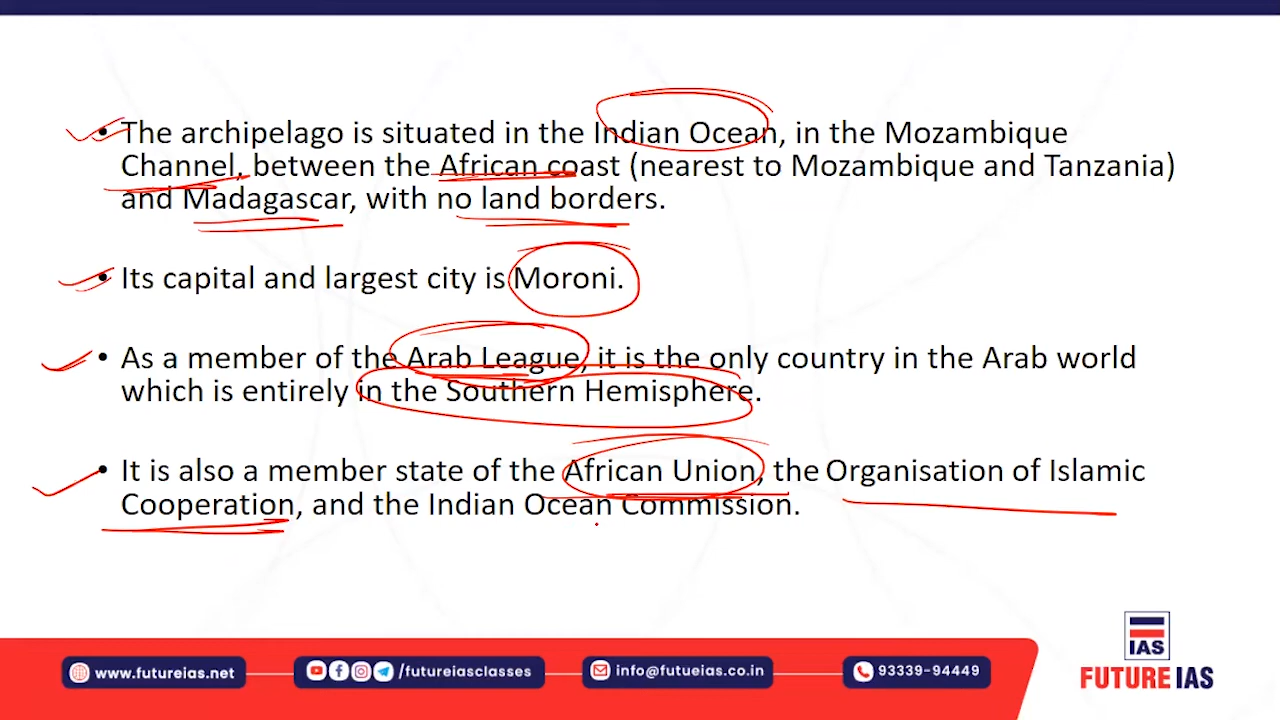 • The archipelago is situated in the Indian Ocean, in the Mozambique
Channel, between the African coast (nearest to Mozambique and Tanzania)
and Madagascar, with no land borders.
• Its capital and largest city is Moroni.
• As a member of the Arab League, it is the only country in the Arab world
which is entirely in the Southern Hemisphere.
• It is also a member state of the African Union, the Organisation of Islamic
Cooperation, and the Indian Ocean Commission.
www.futureias.net
/futureiasclasses
info@futueias.co.in
93339-94449
IAS
FUTURE IAS